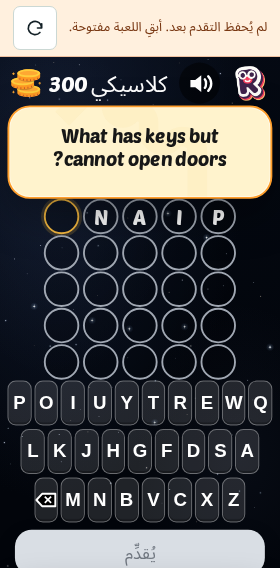 لم يُحفظ التقدم بعد. أبقِ اللعبة مفتوحة.
كلاسيكي 300
What has keys but
?cannot open doors
N A I P
P O I U Y T R E W Q
L K J H G F D S A
M N B V C X Z
يُقدِّم